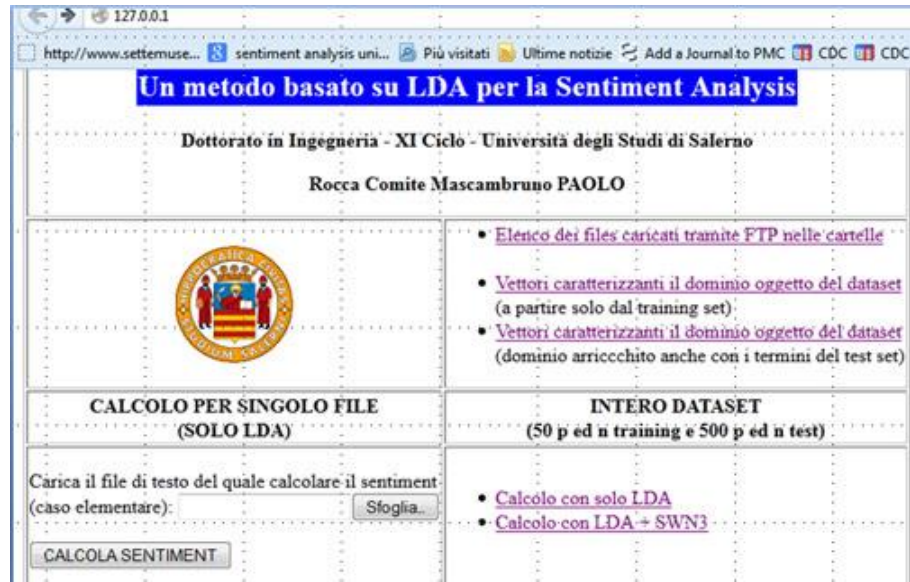 127.0.0.1
http://www.settemuse... sentiment analysis uni... Più visitati Ultime notizie Add a Journal to PMC CDC CDC
Un metodo basato su LDA per la Sentiment Analysis
Dottorato in Ingegneria - XI Ciclo - Università degli Studi di Salerno
Rocca Comite Mascambruno PAOLO
HIPPOCRATICA CIVITAS
STUDIUM SALERNI
Elenco dei files caricati tramite FTP nelle cartelle
Vettori caratterizzanti il dominio oggetto del dataset
(a partire solo dal training set)
Vettori caratterizzanti il dominio oggetto del dataset
(dominio arriccchito anche con i termini del test set)
CALCOLO PER SINGOLO FILE
(SOLO LDA)
INTERO DATASET
(50 p ed n training e 500 p ed n test)
Carica il file di testo del quale calcolare il sentiment
(caso elementare): Sfoglia..
CALCOLA SENTIMENT
Calcolo con solo LDA
Calcolo con LDA + SWN3